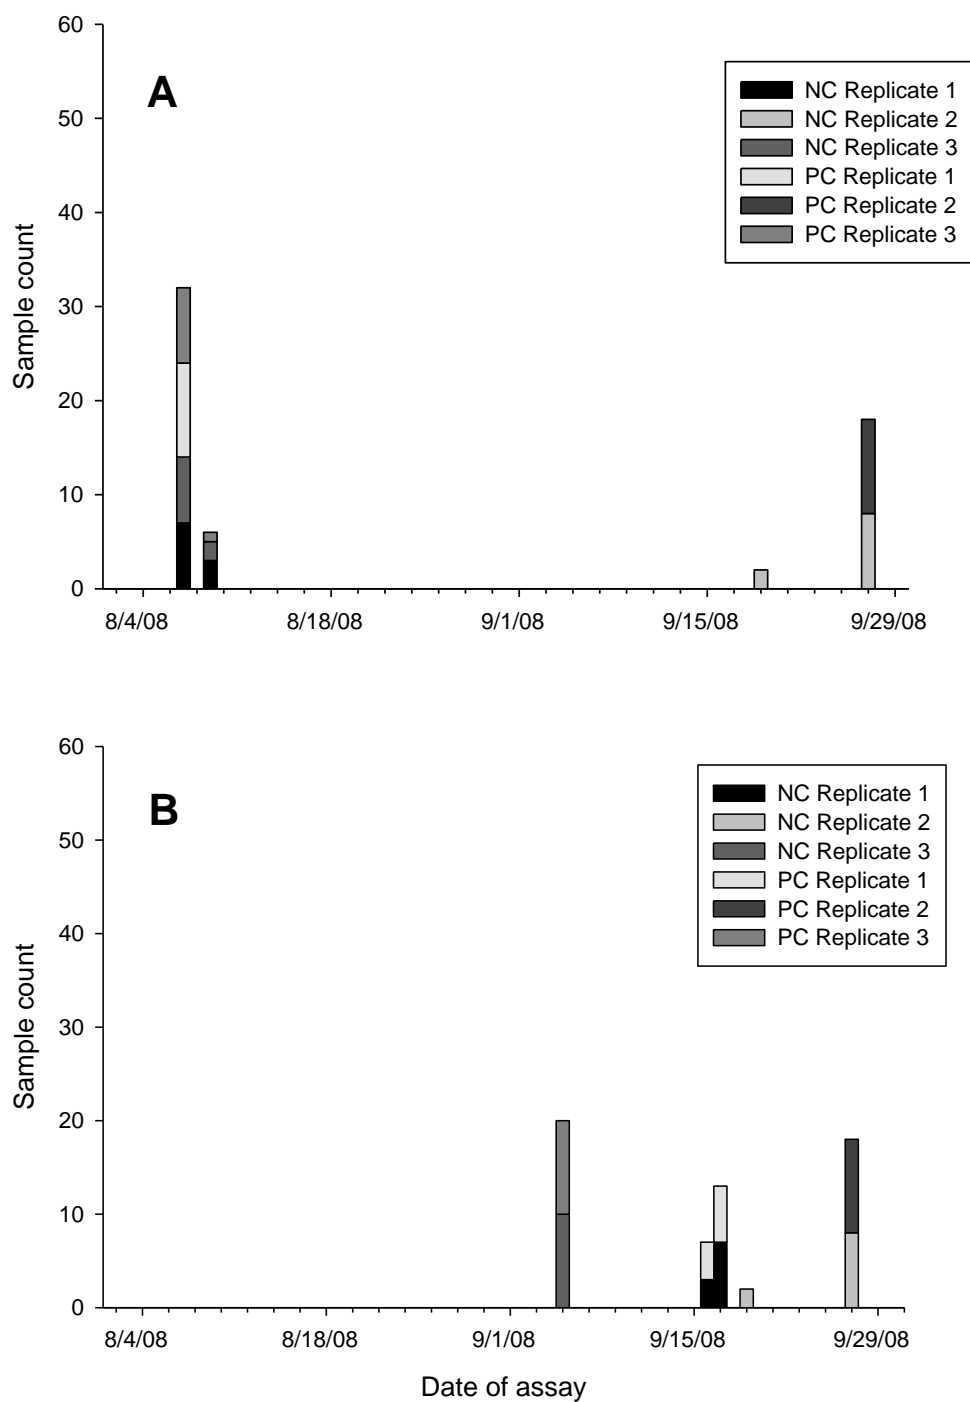 60
A
NC Replicate 1
NC Replicate 2
50
NC Replicate 3
PC Replicate 1
PC Replicate 2
40
PC Replicate 3
Sample count
30
20
10
0
8/4/08 8/18/08 9/1/08 9/15/08 9/29/08
60
B
NC Replicate 1
NC Replicate 2
50
NC Replicate 3
PC Replicate 1
PC Replicate 2
40
PC Replicate 3
Sample count
30
20
10
0
8/4/08 8/18/08 9/1/08 9/15/08 9/29/08
Date of assay